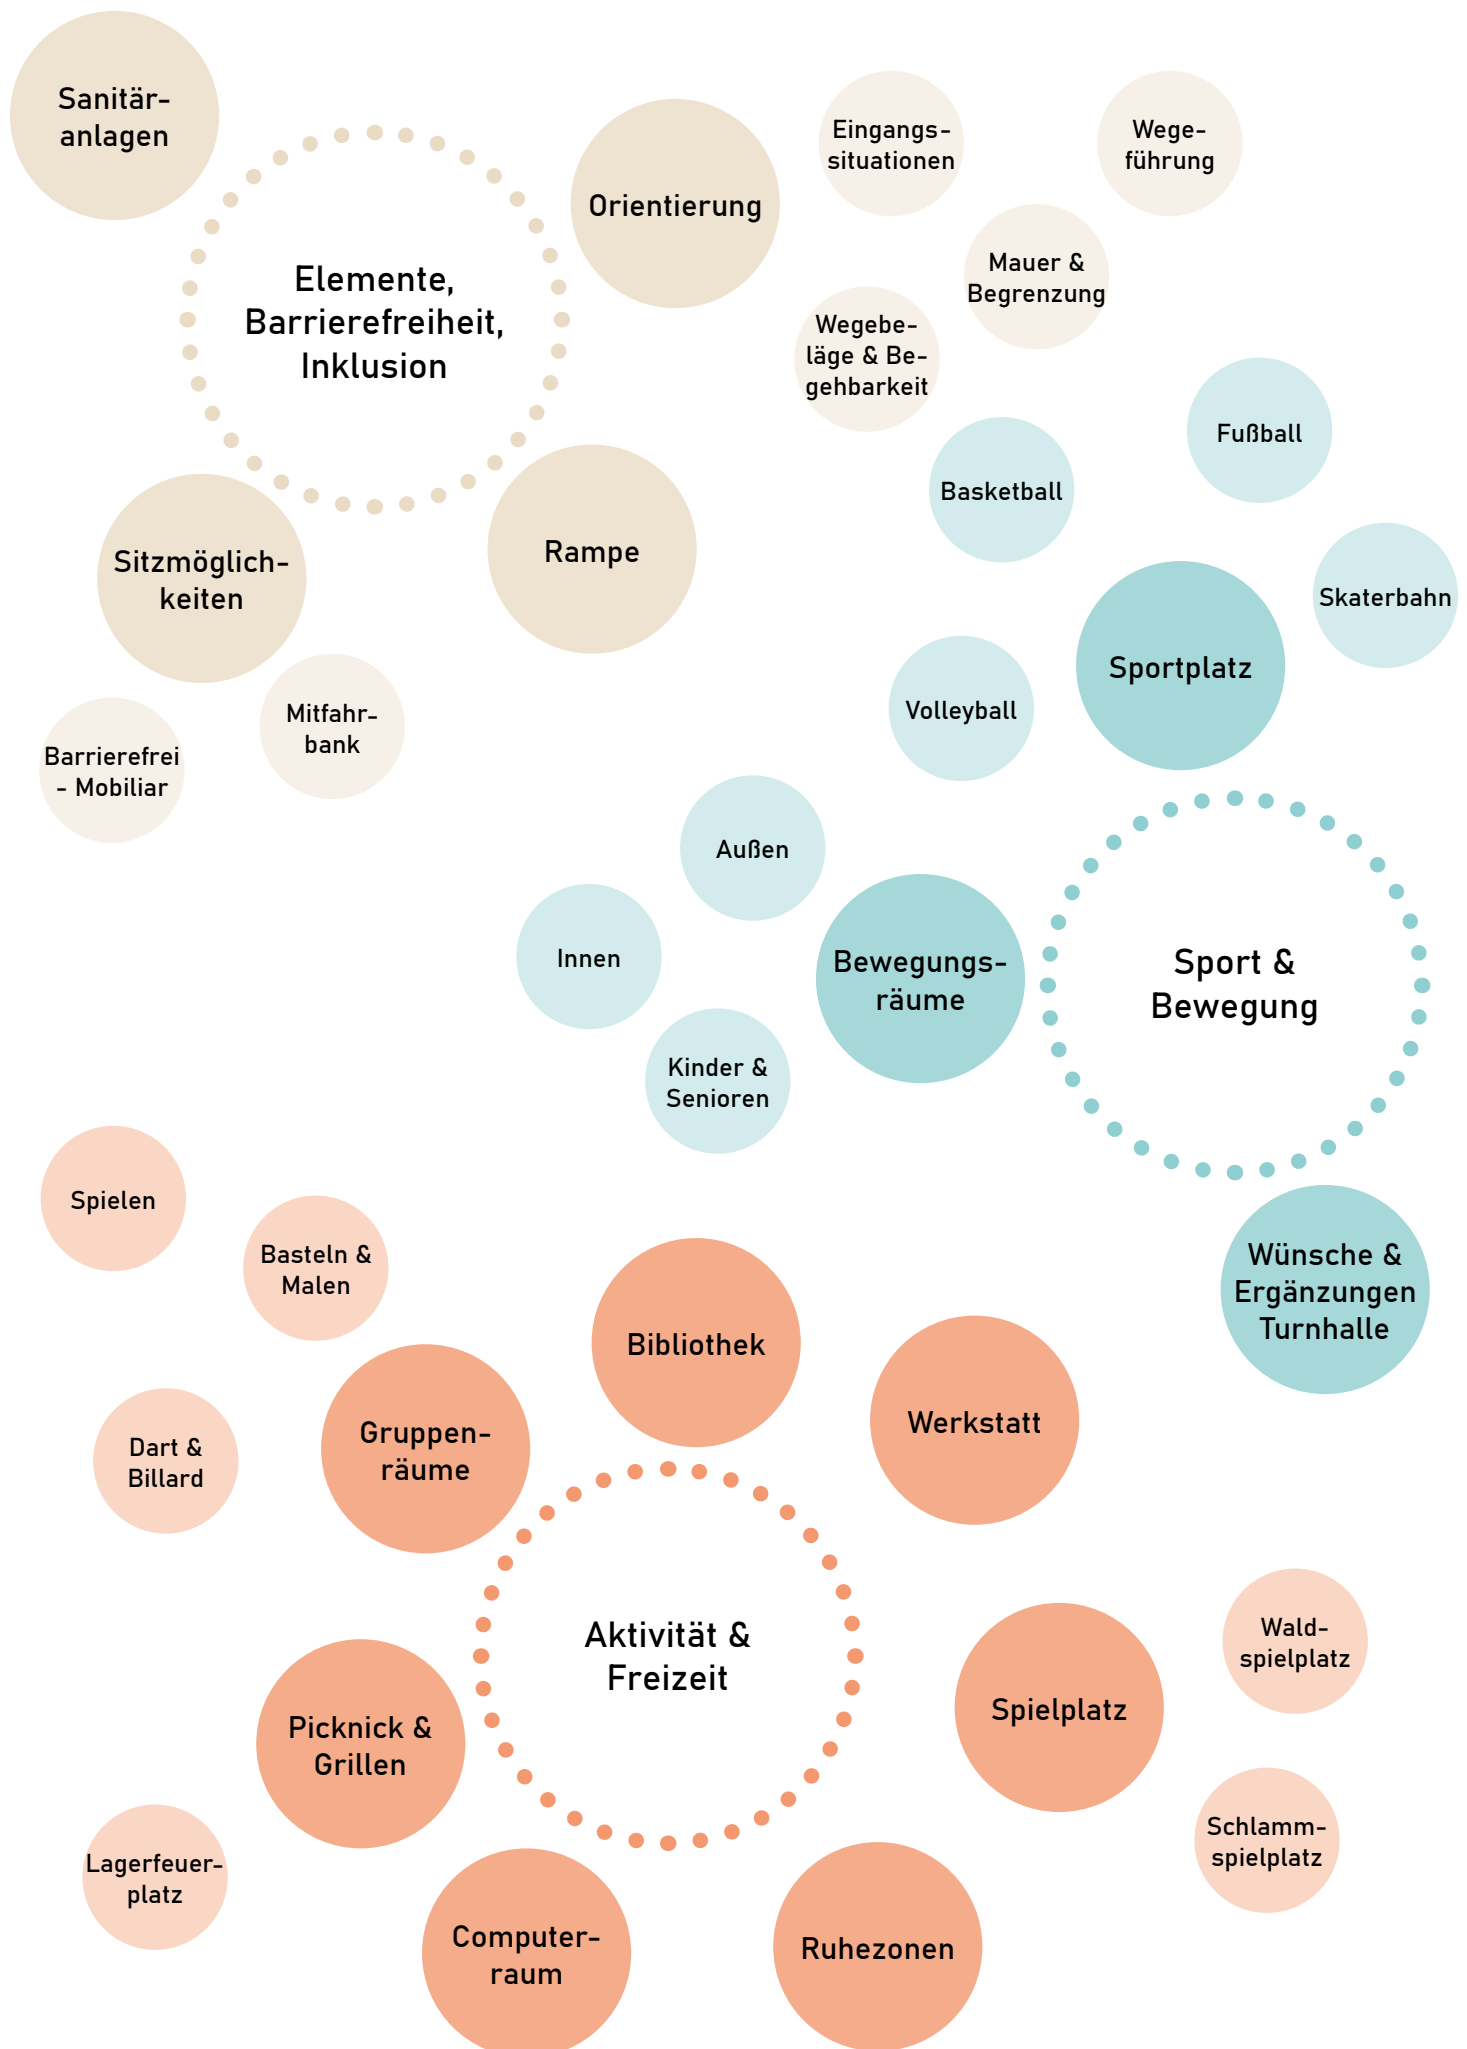 Sanitär-
anlagen
Orientierung
Elemente,
Barrierefreiheit,
Inklusion
Eingangs-
situationen
Wege-
führung
Mauer &
Begrenzung
Wegebe-
läge & Be-
gehbarkeit
Sitzmöglich-
keiten
Rampe
Barrierefrei
- Mobiliar
Mitfahr-
bank
Fußball
Basketball
Skaterbahn
Sportplatz
Volleyball
Außen
Innen
Bewegungs-
räume
Sport &
Bewegung
Kinder &
Senioren
Wünsche &
Ergänzungen
Turnhalle
Spielen
Basteln &
Malen
Bibliothek
Werkstatt
Gruppen-
räume
Dart &
Billard
Aktivität &
Freizeit
Wald-
spielplatz
Spielplatz
Picknick &
Grillen
Schlamm-
spielplatz
Lagerfeuer-
platz
Computer-
raum
Ruhezonen